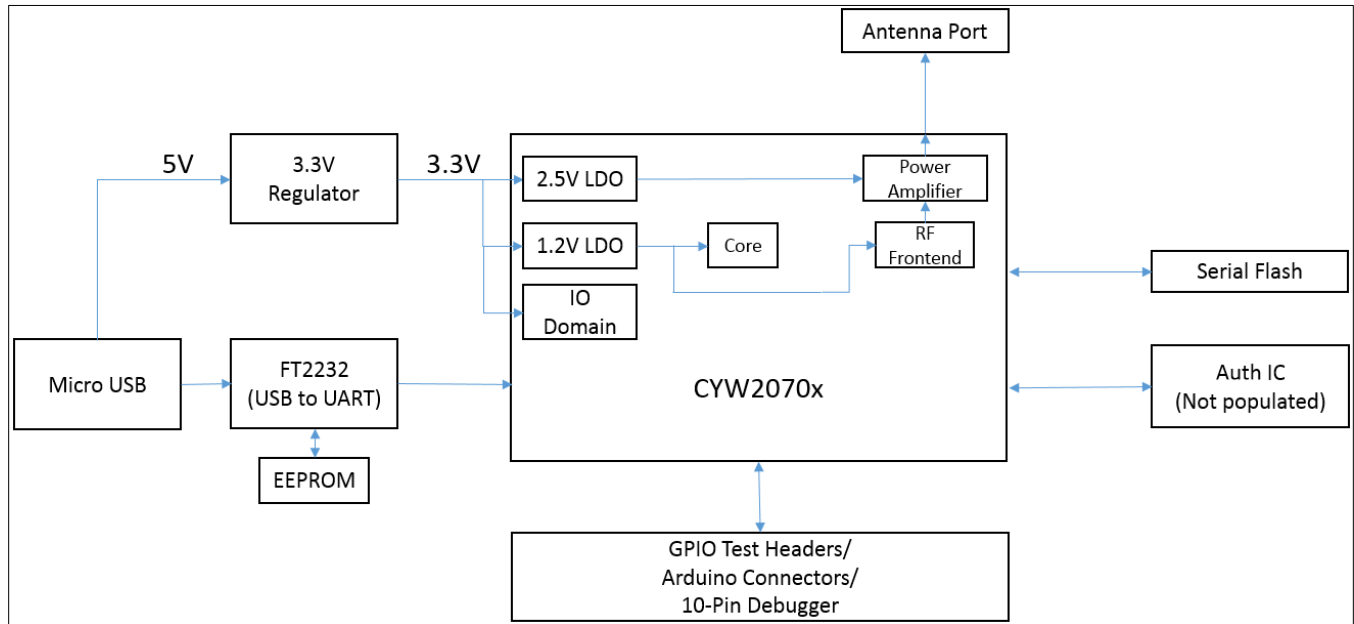 Antenna Port
5V
3.3V
Regulator
3.3V
2.5V LDO
Power
Amplifier
1.2V LDO
Core
RF
Frontend
Serial Flash
IO
Domain
Micro USB
FT2232
(USB to UART)
CYW2070x
Auth IC
(Not populated)
EEPROM
GPIO Test Headers/
Arduino Connectors/
10-Pin Debugger